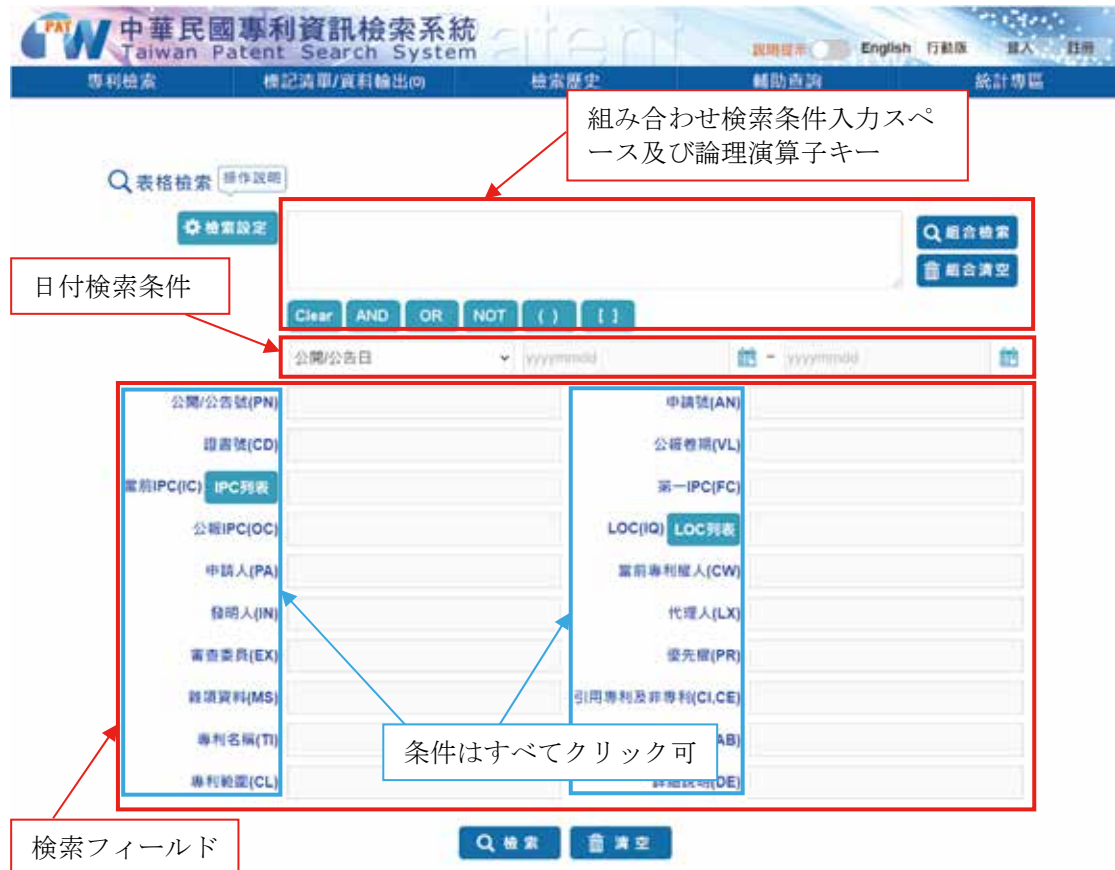 PAT TW 中華民國專利資訊檢索系統
Taiwan Patent Search System
說明提示 English 行動版 登入 註冊
專利檢索 標記清單/資料輸出(0) 檢索歷史 輔助查詢 統計專區
組み合わせ検索条件入力スペ
ース及び論理演算子キー
表格檢索 操作說明
檢索設定
組合檢索
組合清空
日付検索条件
Clear AND OR NOT ( ) [ ]
公開/公告日 yyyymmdd - yyyymmdd
公開/公告號(PN) 申請號(AN)
證書號(CD) 公報卷期(VL)
當前IPC(IC) IPC列表 第一IPC(FC)
公報IPC(OC) LOC(IQ) LOC列表
申請人(PA) 當前專利權人(CW)
發明人(IN) 代理人(LX)
審查委員(EX) 優先權(PR)
雜項資料(MS) 引用專利及非專利(CI,CE)
專利名稱(TI) AB)
条件はすべてクリック可
專利範圍(CL) 詳細說明(DE)
検索フィールド
檢索 清空